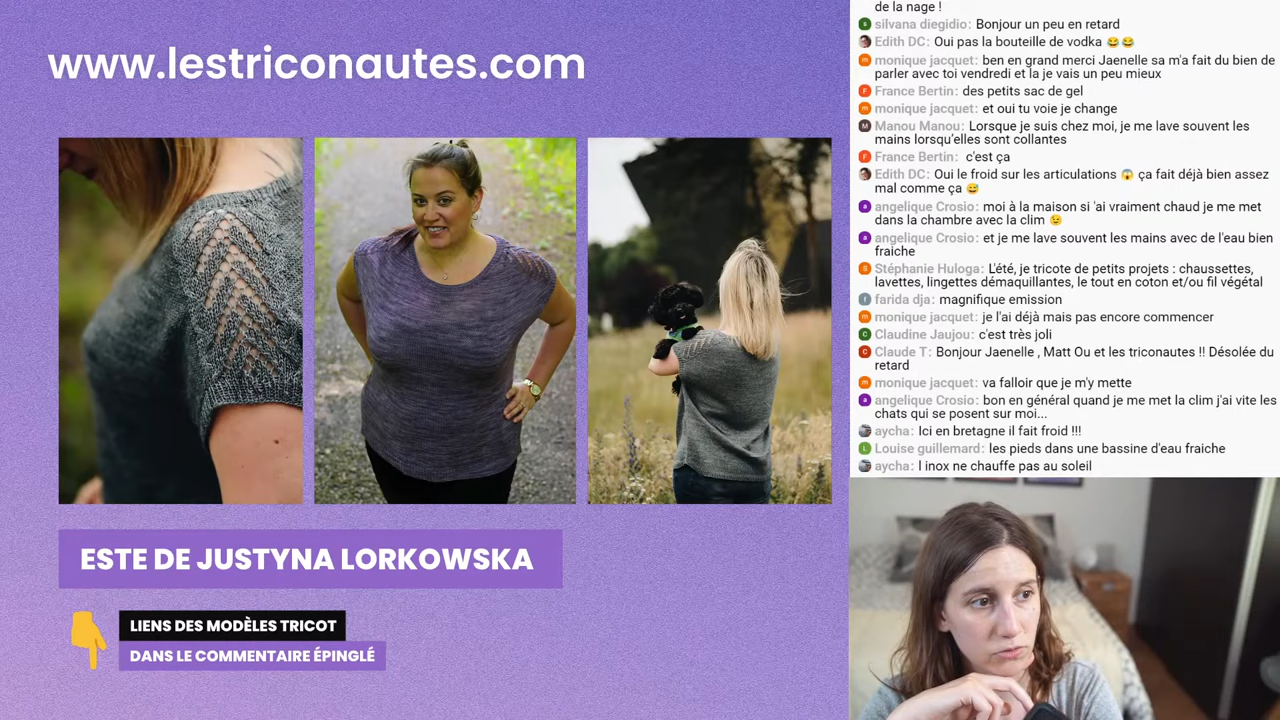 www.lestriconautes.com
ESTE DE JUSTYNA LORKOWSKA
LIENS DES MODÈLES TRICOT
DANS LE COMMENTAIRE ÉPINGLÉ
de la nage !
s silvana diegidio: Bonjour un peu en retard
Edith DC: Oui pas la bouteille de vodka 😂😂
m monique jacquet: ben en grand merci Jaenelle sa m'a fait du bien de
parler avec toi vendredi et la je vais un peu mieux
F France Bertin: des petits sac de gel
m monique jacquet: et oui tu voie je change
M Manou Manou: Lorsque je suis chez moi, je me lave souvent les
mains lorsqu'elles sont collantes
F France Bertin: c'est ça
Edith DC: Oui le froid sur les articulations 😱 ça fait déjà bien assez
mal comme ça 😅
a angelique Crosio: moi à la maison si 'ai vraiment chaud je me met
dans la chambre avec la clim 😉
a angelique Crosio: et je me lave souvent les mains avec de l'eau bien
fraiche
S Stéphanie Huloga: L'été, je tricote de petits projets : chaussettes,
lavettes, lingettes démaquillantes, le tout en coton et/ou fil végétal
f farida dja: magnifique emission
m monique jacquet: je l'ai déjà mais pas encore commencer
C Claudine Jaujou: c'est très joli
C Claude T: Bonjour Jaenelle , Matt Ou et les triconautes !! Désolée du
retard
m monique jacquet: va falloir que je m'y mette
a angelique Crosio: bon en général quand je me met la clim j'ai vite les
chats qui se posent sur moi...
aycha: Ici en bretagne il fait froid !!!
L Louise guillemard: les pieds dans une bassine d'eau fraiche
aycha: l inox ne chauffe pas au soleil